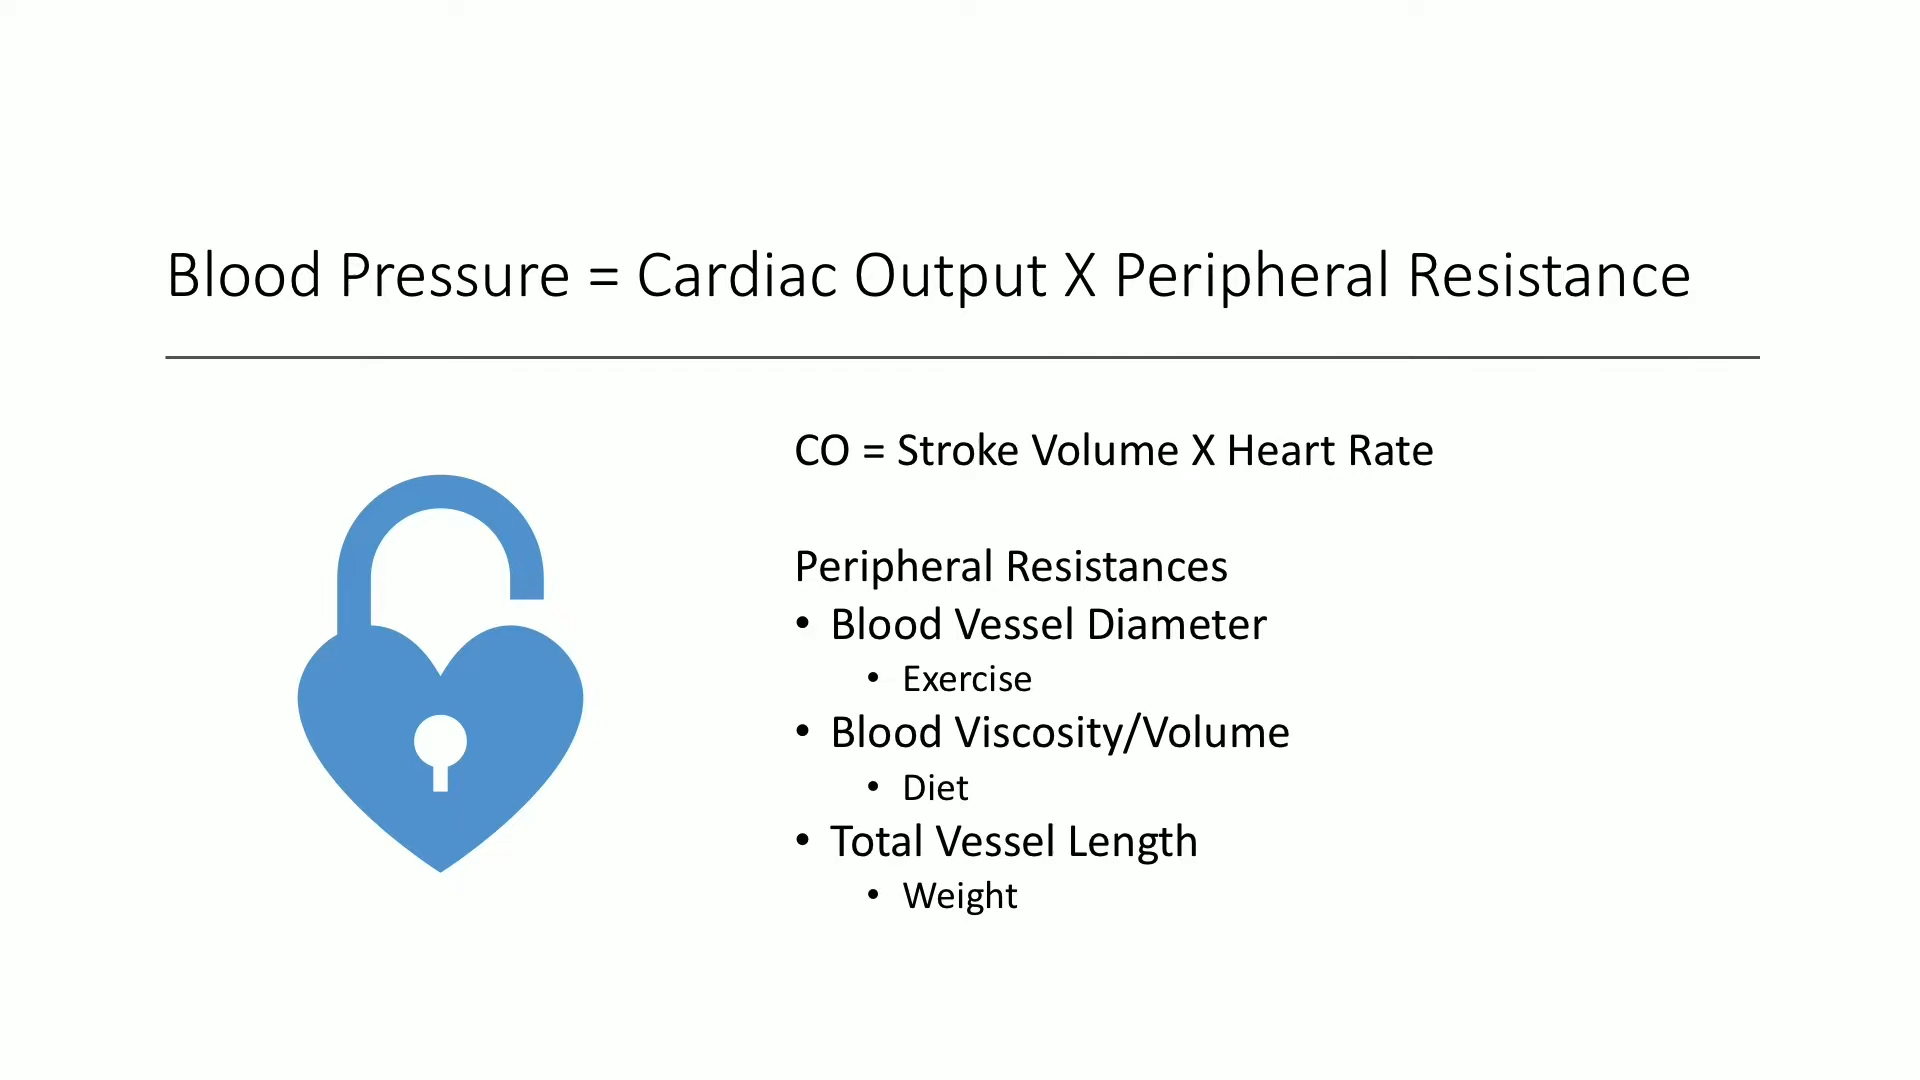 Blood Pressure = Cardiac Output X Peripheral Resistance
CO = Stroke Volume X Heart Rate
Peripheral Resistances
• Blood Vessel Diameter
• Exercise
• Blood Viscosity/Volume
• Diet
• Total Vessel Length
• Weight